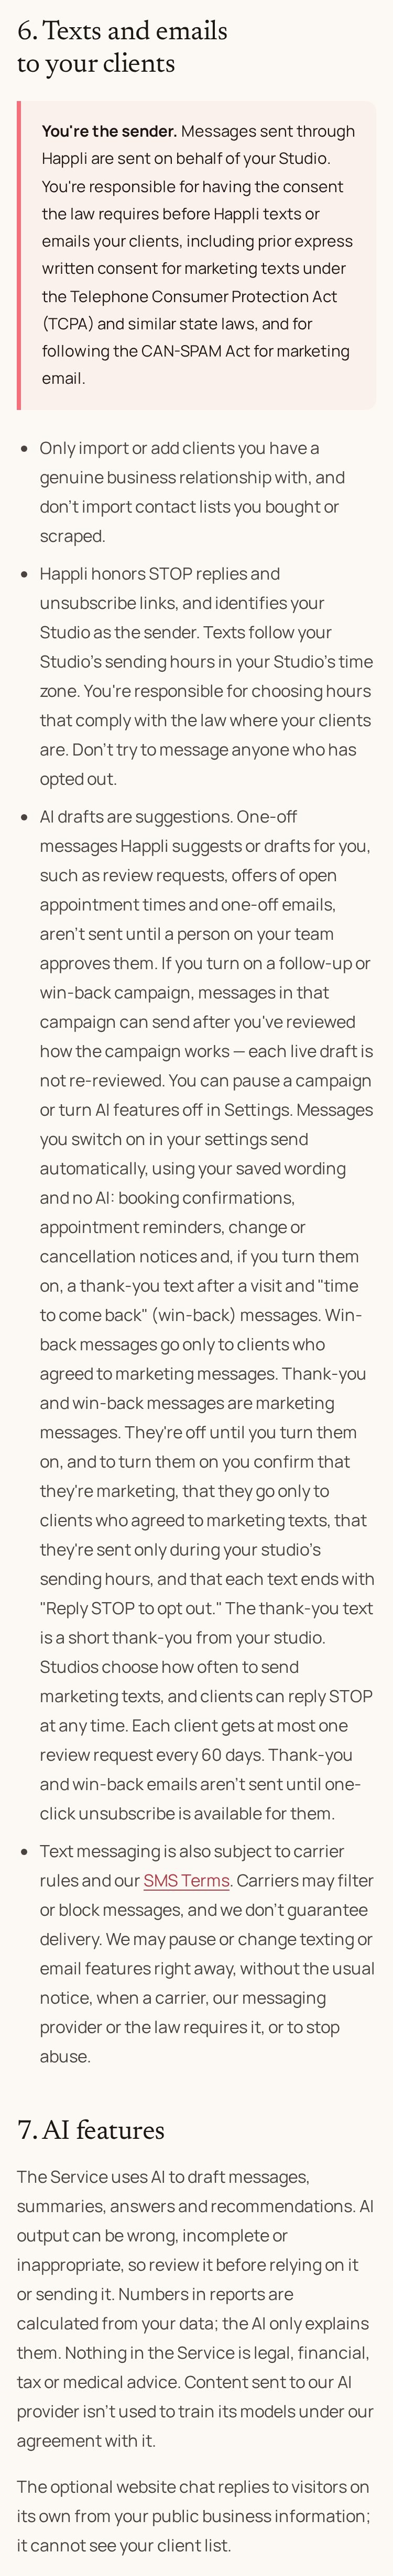 6. Texts and emails
to your clients
You're the sender. Messages sent through
Happli are sent on behalf of your Studio.
You're responsible for having the consent
the law requires before Happli texts or
emails your clients, including prior express
written consent for marketing texts under
the Telephone Consumer Protection Act
(TCPA) and similar state laws, and for
following the CAN-SPAM Act for marketing
email.
• Only import or add clients you have a
genuine business relationship with, and
don't import contact lists you bought or
scraped.
• Happli honors STOP replies and
unsubscribe links, and identifies your
Studio as the sender. Texts follow your
Studio's sending hours in your Studio's time
zone. You're responsible for choosing hours
that comply with the law where your clients
are. Don't try to message anyone who has
opted out.
• AI drafts are suggestions. One-off
messages Happli suggests or drafts for you,
such as review requests, offers of open
appointment times and one-off emails,
aren't sent until a person on your team
approves them. If you turn on a follow-up or
win-back campaign, messages in that
campaign can send after you've reviewed
how the campaign works — each live draft is
not re-reviewed. You can pause a campaign
or turn AI features off in Settings. Messages
you switch on in your settings send
automatically, using your saved wording
and no AI: booking confirmations,
appointment reminders, change or
cancellation notices and, if you turn them
on, a thank-you text after a visit and "time
to come back" (win-back) messages. Win-
back messages go only to clients who
agreed to marketing messages. Thank-you
and win-back messages are marketing
messages. They're off until you turn them
on, and to turn them on you confirm that
they're marketing, that they go only to
clients who agreed to marketing texts, that
they're sent only during your studio's
sending hours, and that each text ends with
"Reply STOP to opt out." The thank-you text
is a short thank-you from your studio.
Studios choose how often to send
marketing texts, and clients can reply STOP
at any time. Each client gets at most one
review request every 60 days. Thank-you
and win-back emails aren't sent until one-
click unsubscribe is available for them.
• Text messaging is also subject to carrier
rules and our SMS Terms. Carriers may filter
or block messages, and we don't guarantee
delivery. We may pause or change texting or
email features right away, without the usual
notice, when a carrier, our messaging
provider or the law requires it, or to stop
abuse.
7. AI features
The Service uses AI to draft messages,
summaries, answers and recommendations. AI
output can be wrong, incomplete or
inappropriate, so review it before relying on it
or sending it. Numbers in reports are
calculated from your data; the AI only explains
them. Nothing in the Service is legal, financial,
tax or medical advice. Content sent to our AI
provider isn't used to train its models under our
agreement with it.
The optional website chat replies to visitors on
its own from your public business information;
it cannot see your client list.